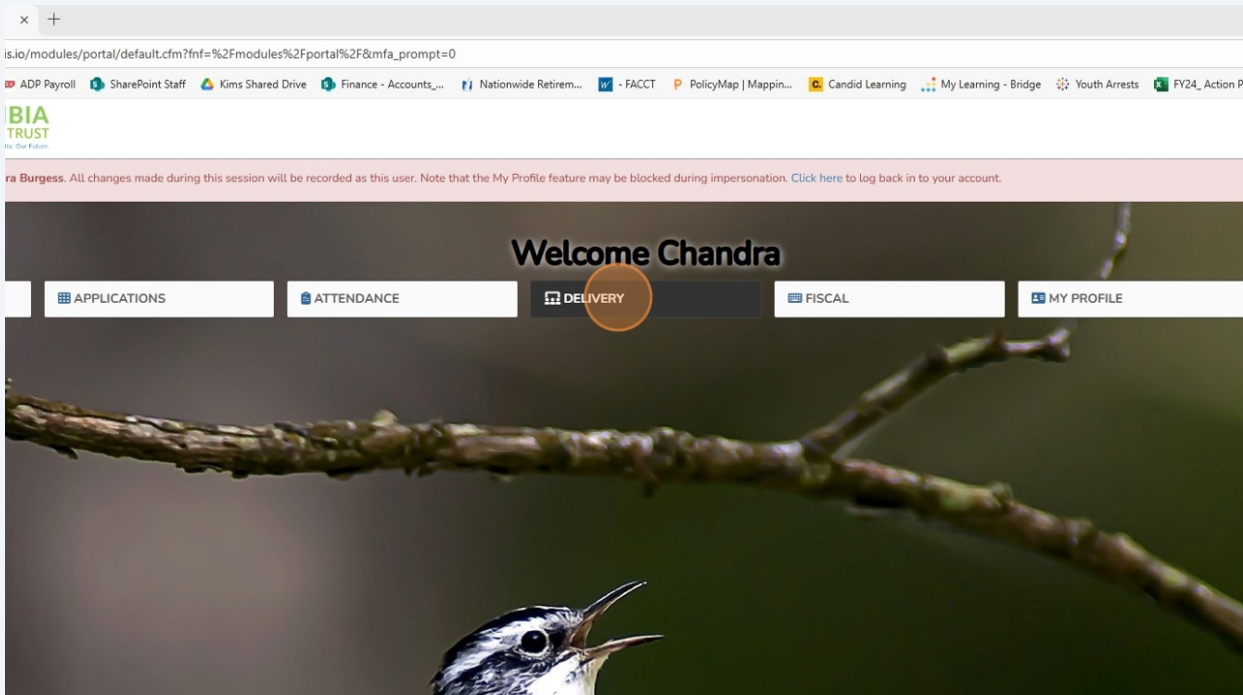 is.io/modules/portal/default.cfm?fnf=%2Fmodules%2Fportal%2F&mfa_prompt=0
ADP Payroll SharePoint Staff Kims Shared Drive Finance - Accounts_... Nationwide Retirem... - FACCT PolicyMap | Mappin... Candid Learning My Learning - Bridge Youth Arrests FY24_ Action P
BIA
TRUST
Our Future.
ra Burgess. All changes made during this session will be recorded as this user. Note that the My Profile feature may be blocked during impersonation. Click here to log back in to your account.
Welcome Chandra
APPLICATIONS ATTENDANCE DELIVERY FISCAL MY PROFILE